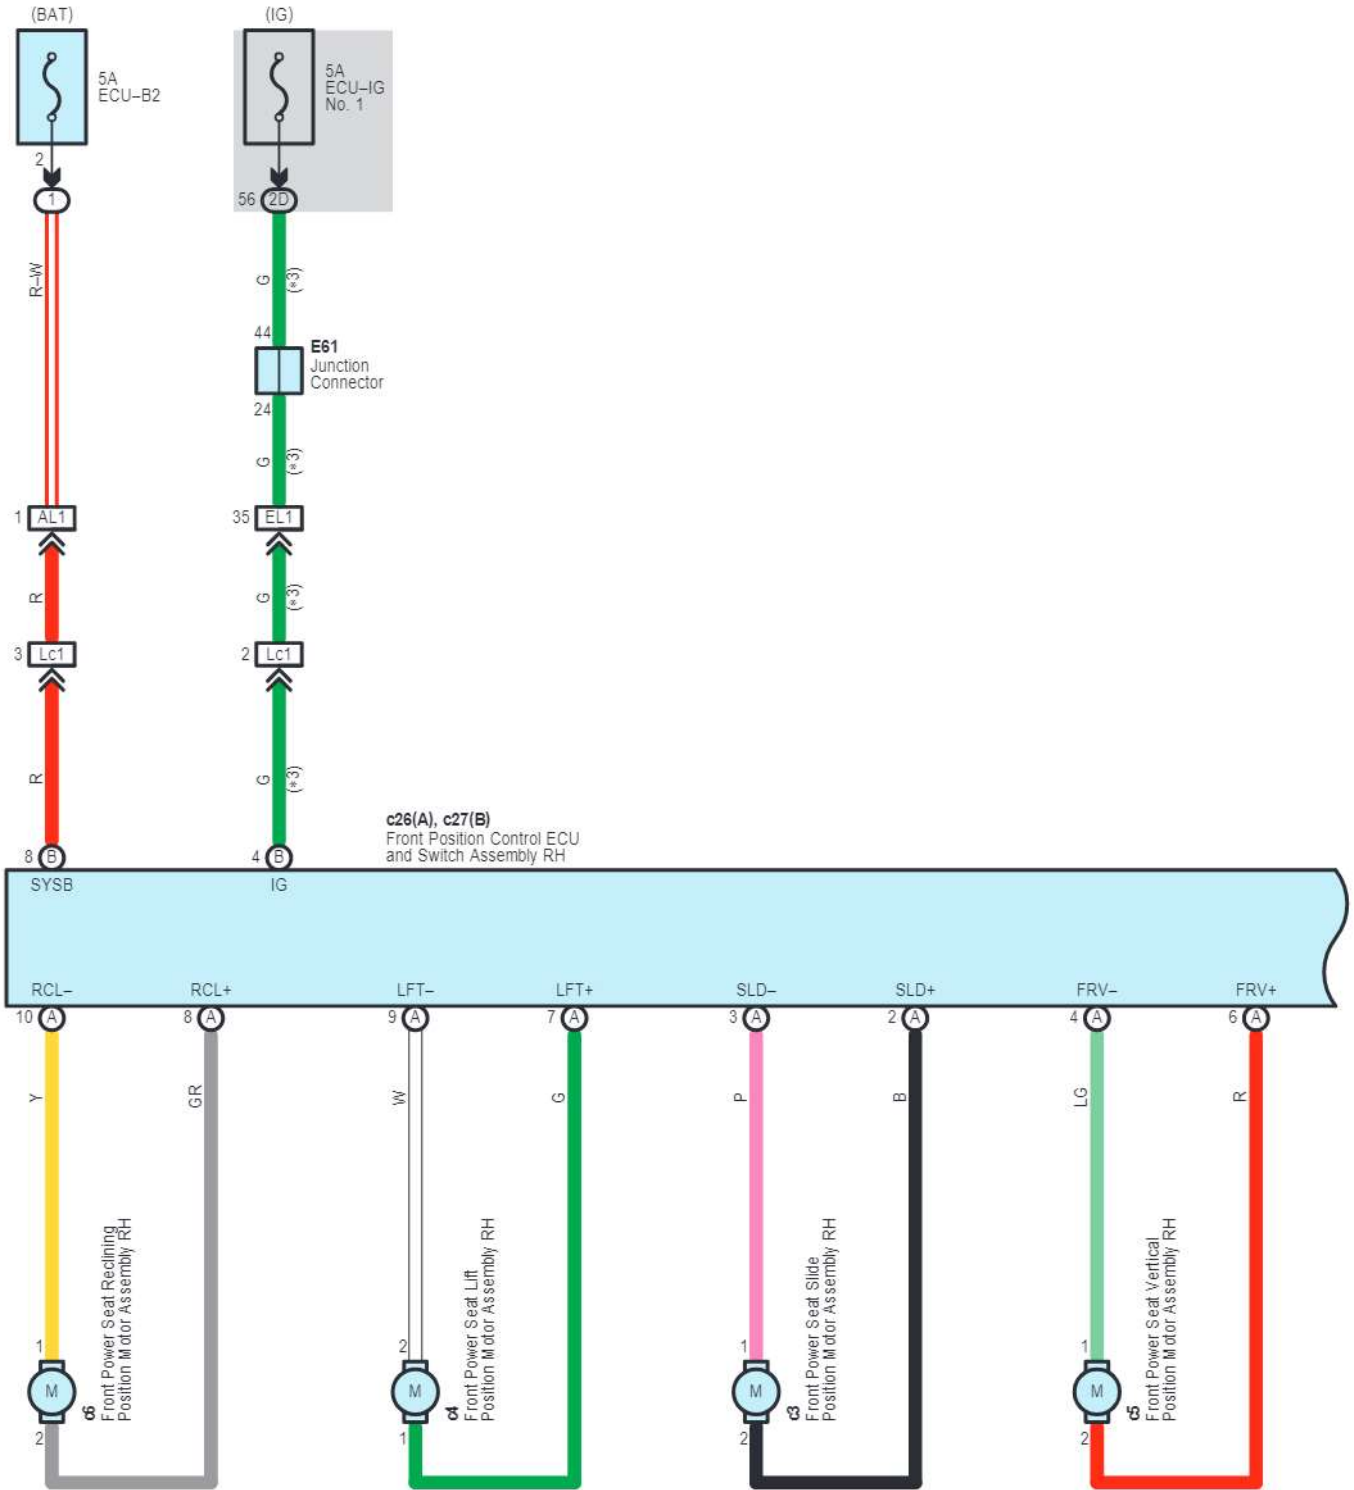 (BAT)
(IG)
5A
ECU–B2
5A
ECU–IG
No. 1
2
1
56
2D
R–W
G
(*3)
44
E61
Junction
Connector
24
G
(*3)
1
AL1
35
EL1
R
G
(*3)
3
Lc1
2
Lc1
R
G
(*3)
c26(A), c27(B)
Front Position Control ECU
and Switch Assembly RH
8
B
4
B
SYSB
IG
RCL–
RCL+
LFT–
LFT+
SLD–
SLD+
FRV–
FRV+
10
A
8
A
9
A
7
A
3
A
2
A
4
A
6
A
Y
GR
W
G
P
B
LG
R
1
M
2
c6
Front Power Seat Reclining
Position Motor Assembly RH
2
M
1
c4
Front Power Seat Lift
Position Motor Assembly RH
1
M
2
c3
Front Power Seat Slide
Position Motor Assembly RH
1
M
2
c5
Front Power Seat Vertical
Position Motor Assembly RH